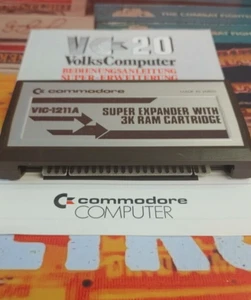 VC 20
VolksComputer
BEDIENUNGSANLEITUNG
SUPER-ERWEITERUNG
commodore
VIC-1211A
SUPER EXPANDER WITH
3K RAM CARTRIDGE
commodore
COMPUTER